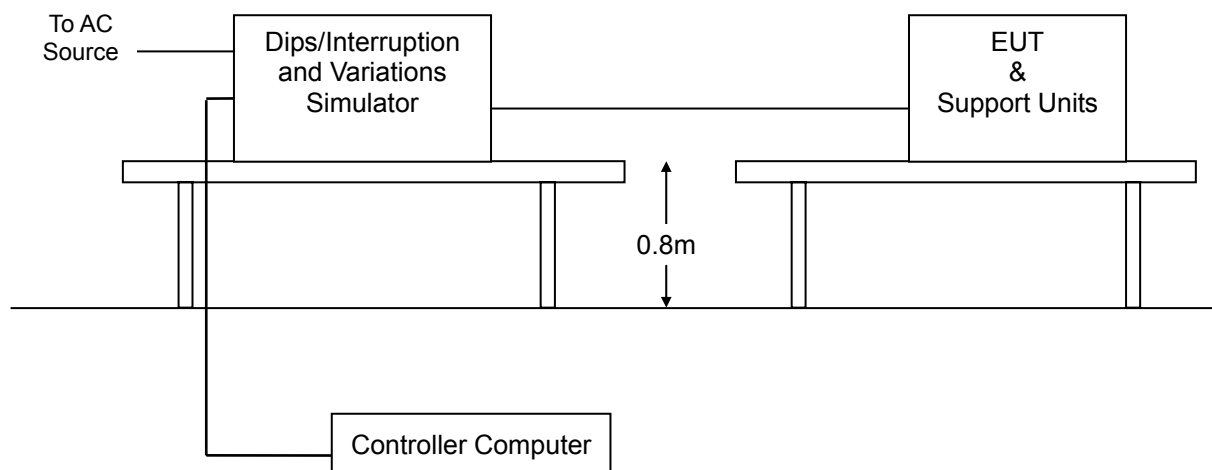 To AC
Source
Dips/Interruption
and Variations
Simulator
EUT
&
Support Units
0.8m
Controller Computer